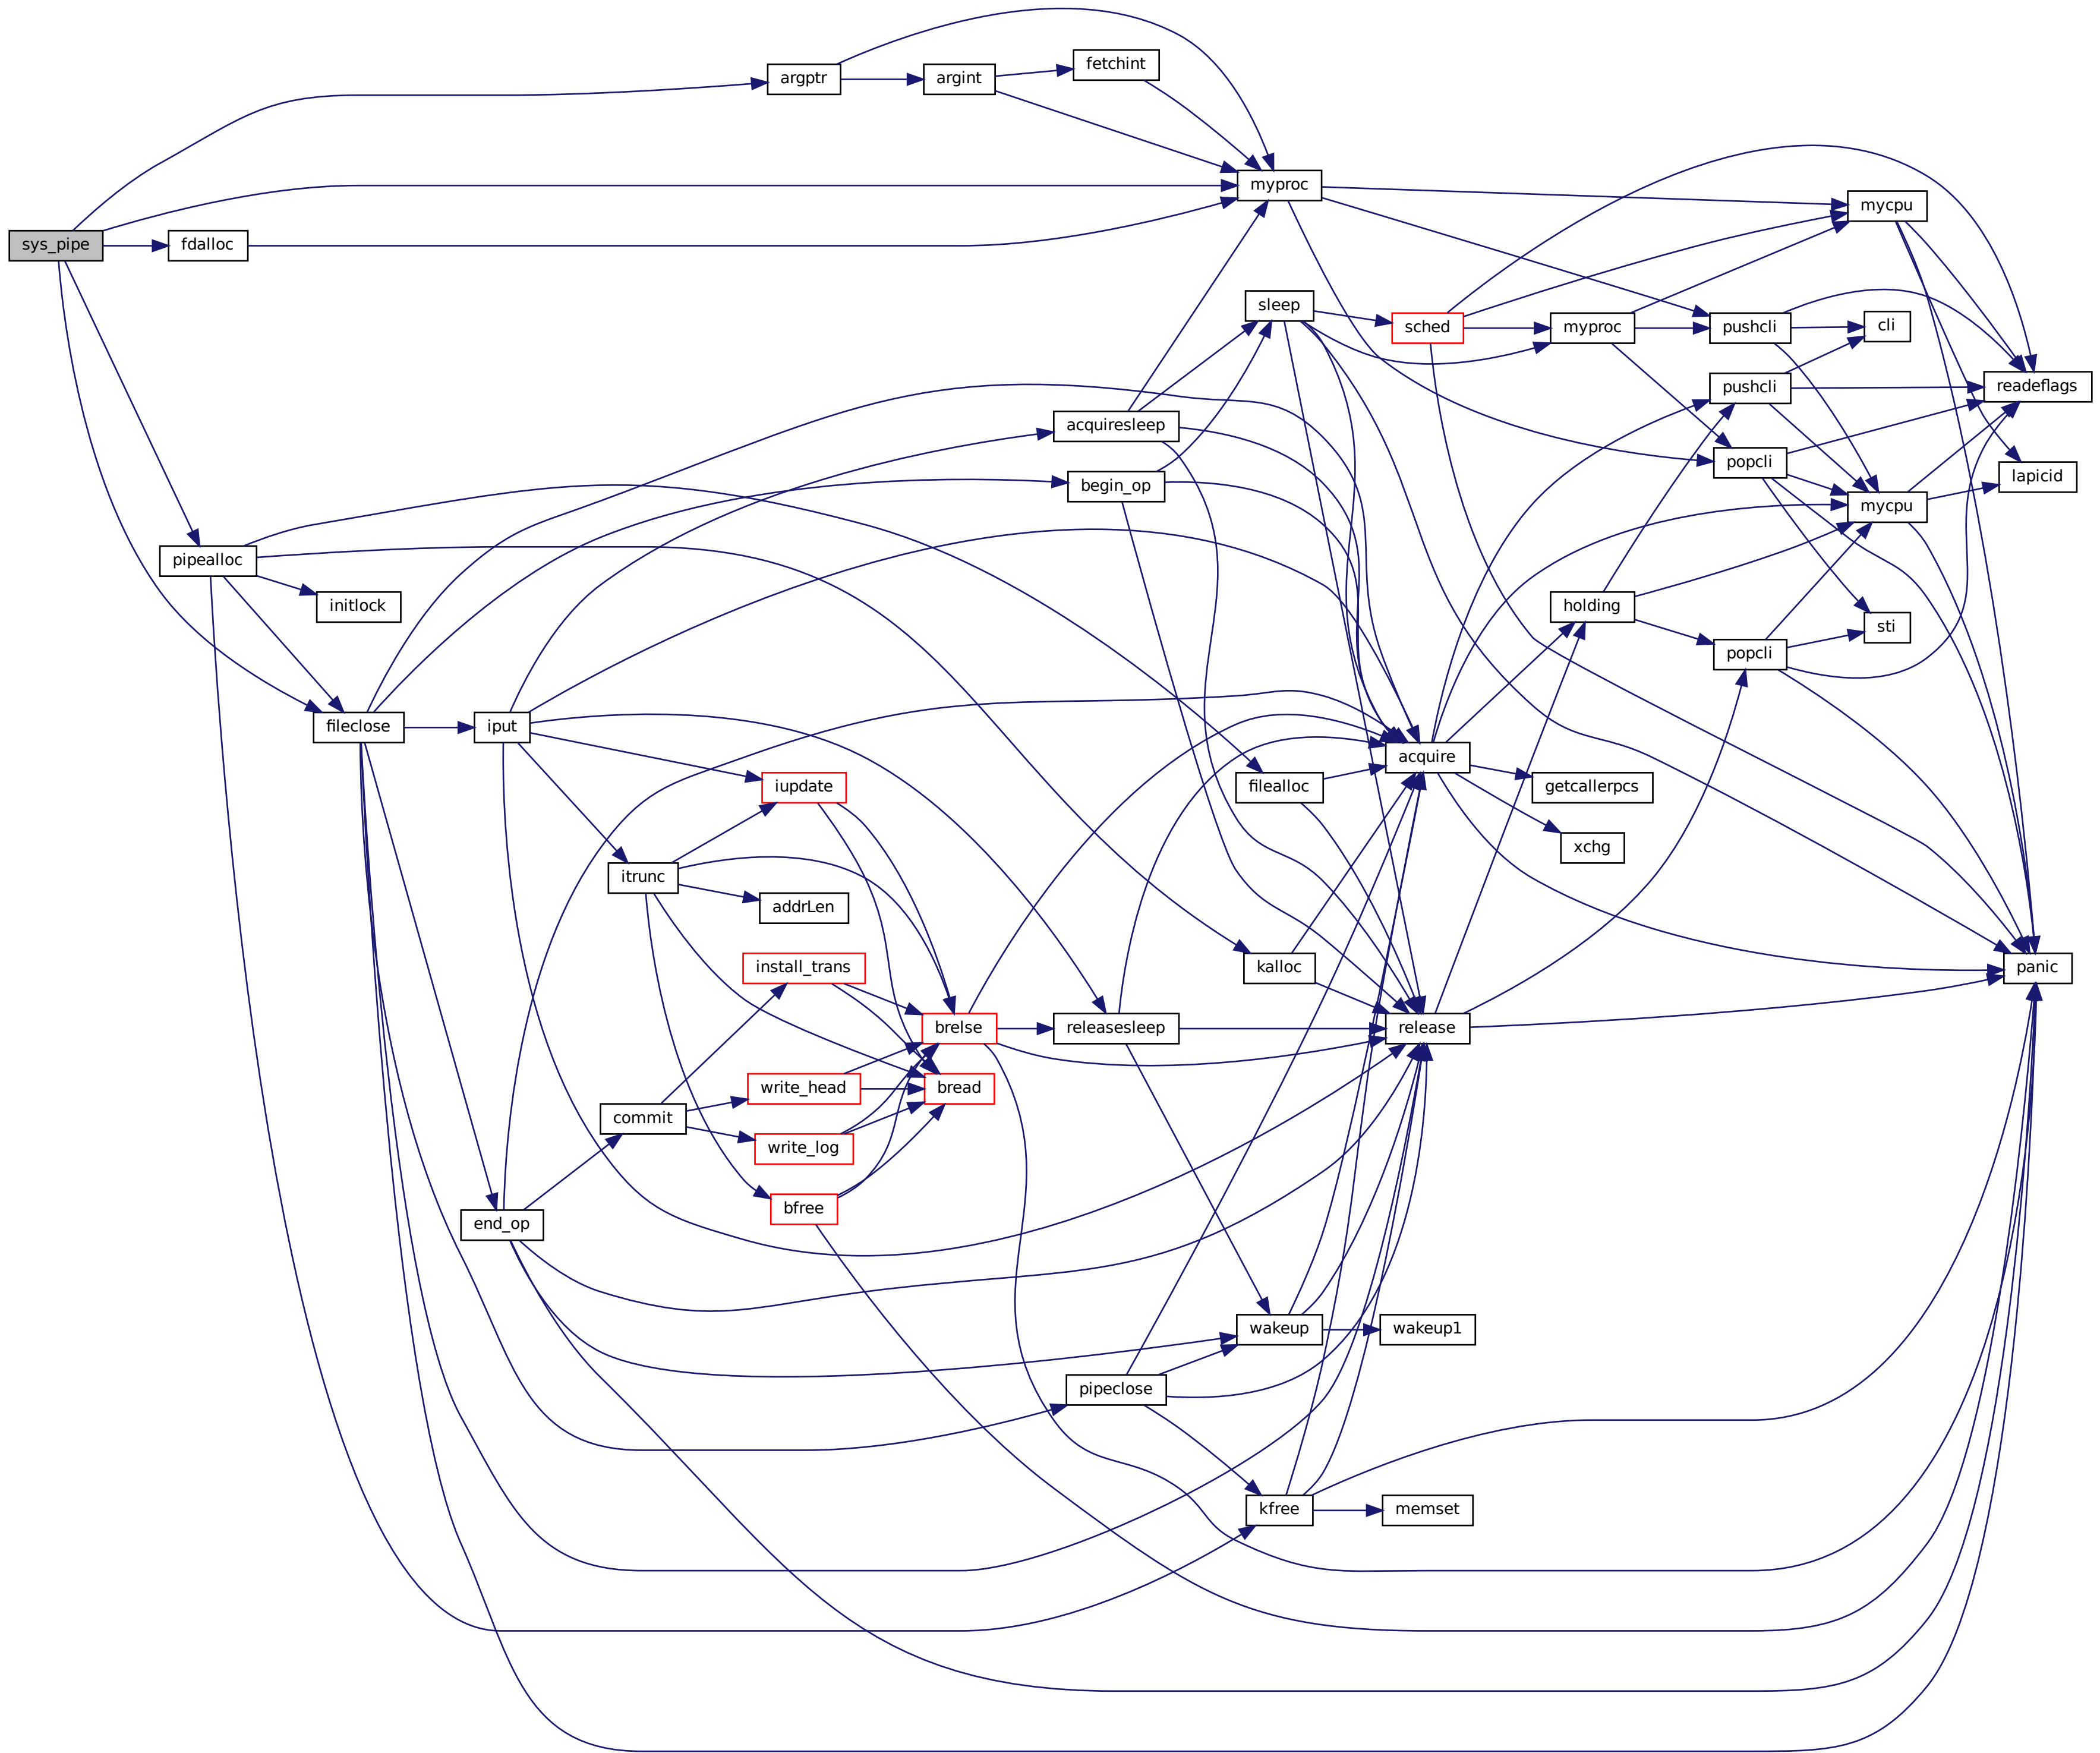 sys_pipe
fdalloc
pipealloc
initlock
fileclose
iput
end_op
argptr
argint
fetchint
myproc
acquiresleep
begin_op
sleep
sched
myproc
mycpu
pushcli
cli
pushcli
readeflags
popcli
lapicid
mycpu
holding
popcli
sti
iupdate
itrunc
addrLen
install_trans
brelse
write_head
bread
commit
write_log
bfree
filealloc
acquire
getcallerpcs
xchg
kalloc
releasesleep
release
panic
wakeup
wakeup1
pipeclose
kfree
memset